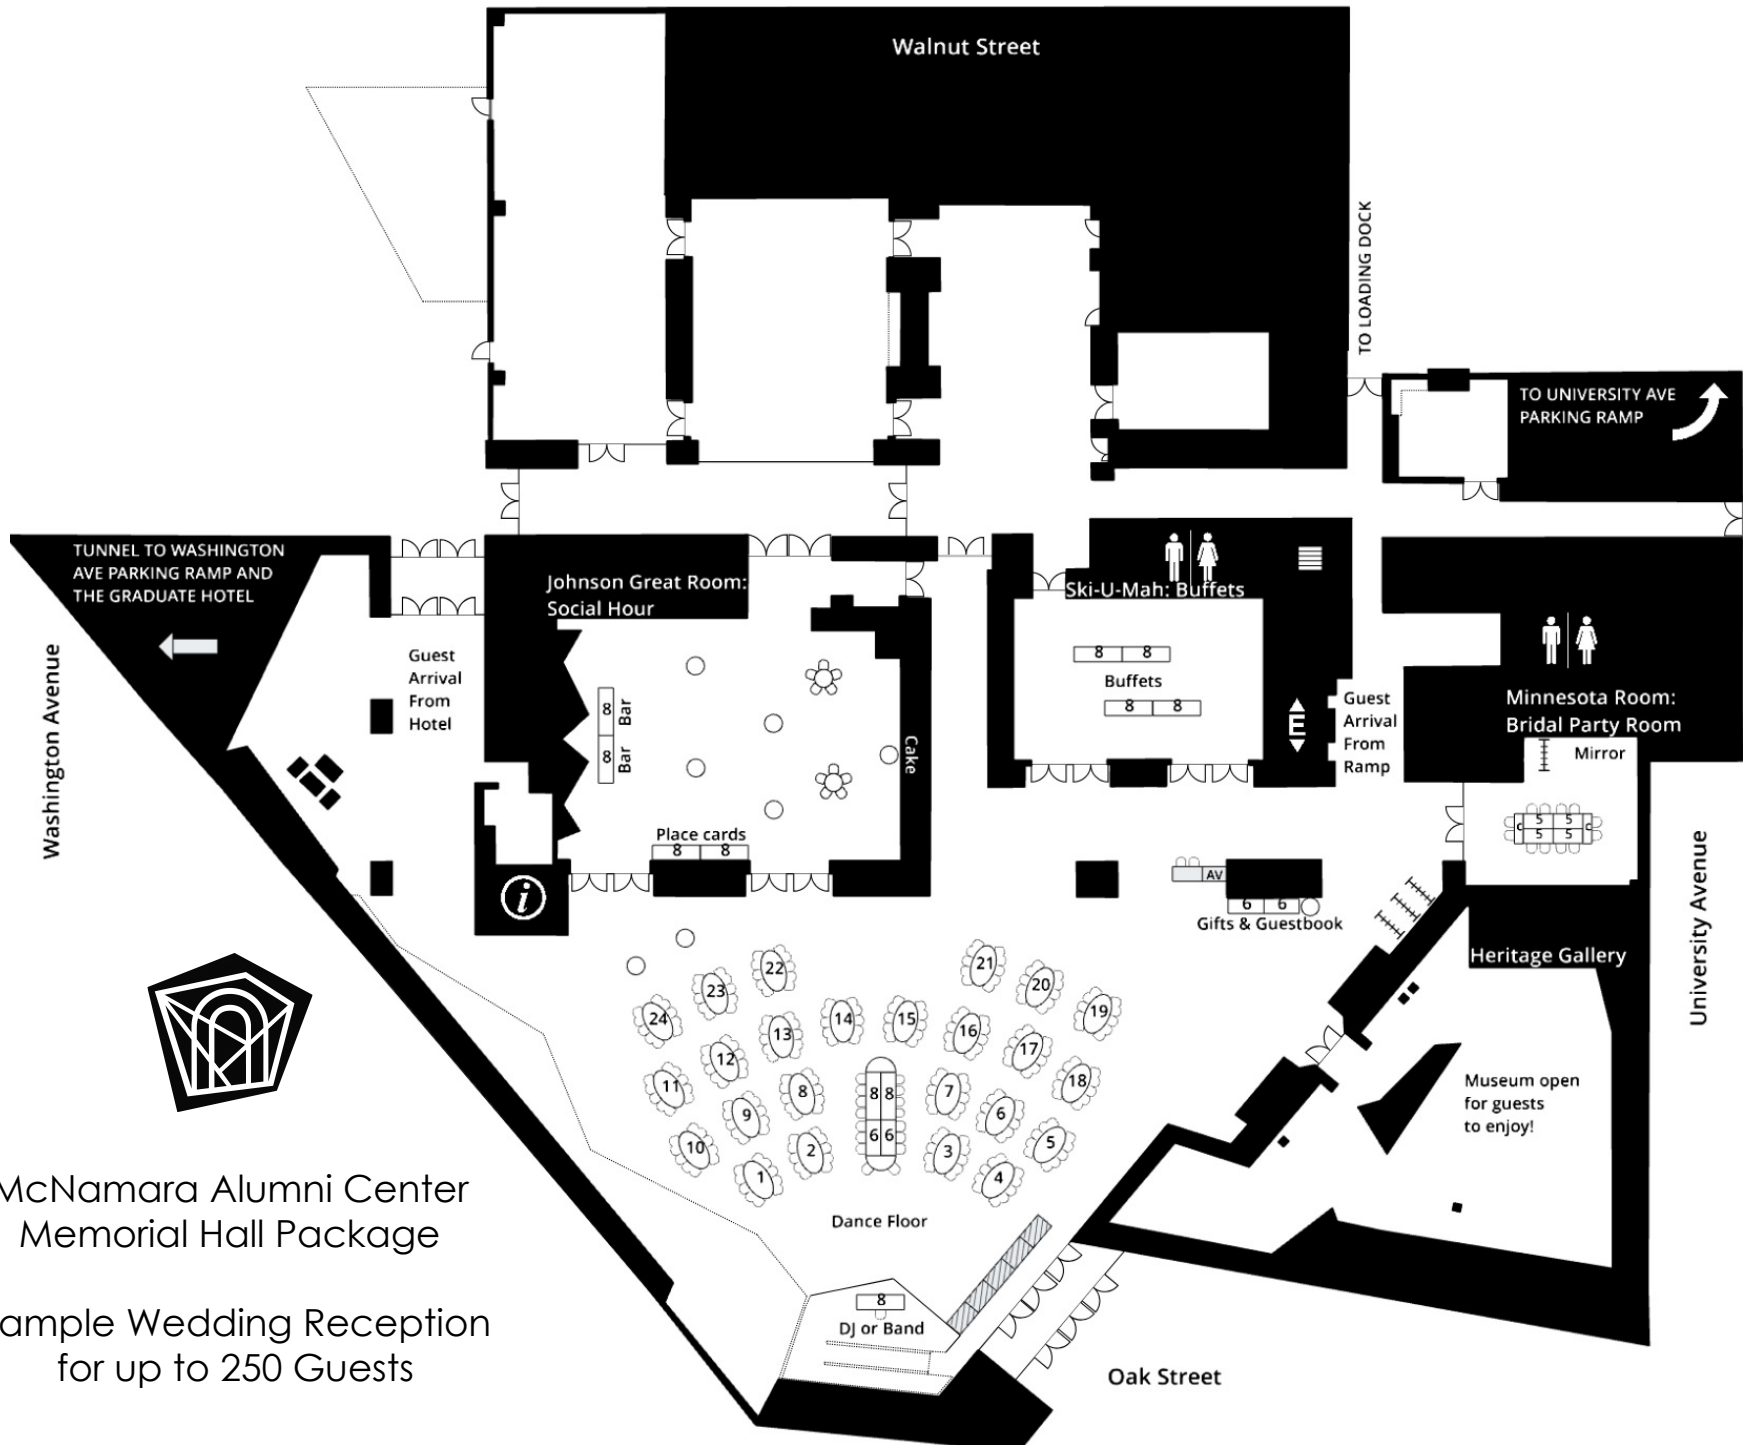 Walnut Street
TO LOADING DOCK
TO UNIVERSITY AVE
PARKING RAMP
TUNNEL TO WASHINGTON
AVE PARKING RAMP AND
THE GRADUATE HOTEL
Washington Avenue
Guest
Arrival
From
Hotel
Johnson Great Room:
Social Hour
8
Bar
8
Bar
Cake
Place cards
8 8
i
Ski-U-Mah: Buffets
8 8
Buffets
8 8
E
Guest
Arrival
From
Ramp
Minnesota Room:
Bridal Party Room
Mirror
C 5 5 C
5 5
University Avenue
AV
6 6
Gifts & Guestbook
Heritage Gallery
Museum open
for guests
to enjoy!
22
21
23
20
24
19
14
15
13
16
12
17
11
18
8
8 8
7
9
6
6 6
10
5
2
3
1
4
Dance Floor
8
DJ or Band
Oak Street
McNamara Alumni Center
Memorial Hall Package
ample Wedding Reception
for up to 250 Guests